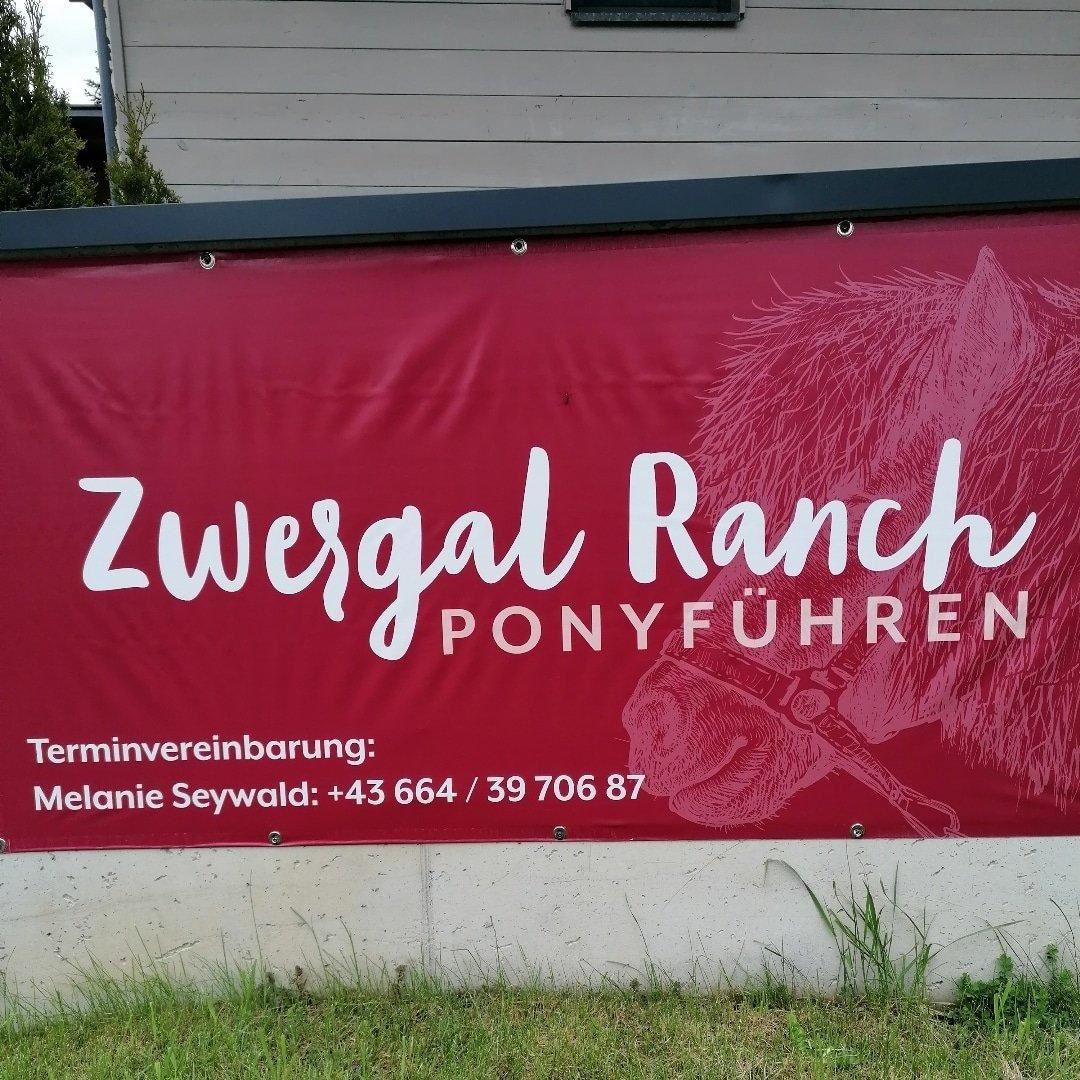 Zwergal Ranch
PONYFÜHREN
Terminvereinbarung:
Melanie Seywald: +43 664 / 39 706 87